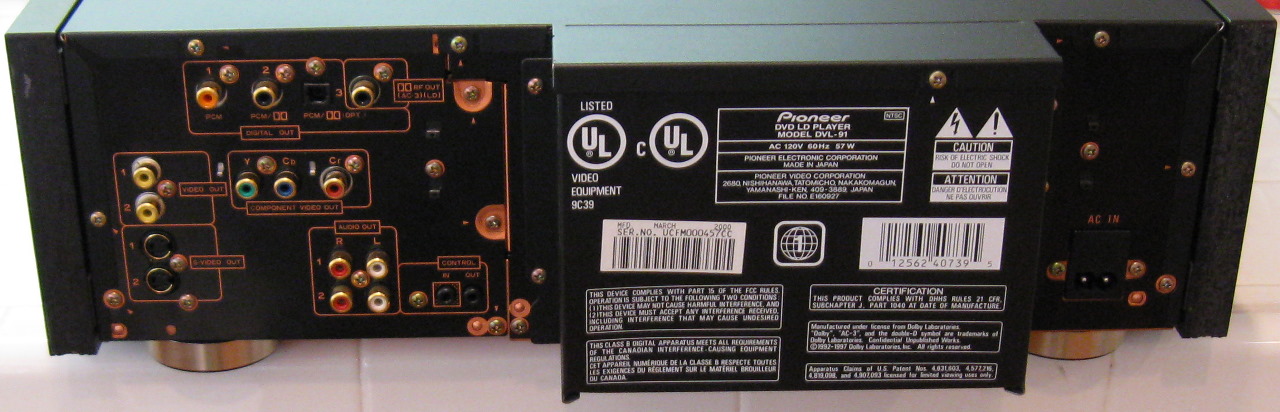 1
2
3
PCM
PCM/
PCM/ OPT.
RF OUT
(AC-3)(LD)
DIGITAL OUT
1
2
VIDEO OUT
Y
Cb
Cr
COMPONENT VIDEO OUT
1
2
S-VIDEO OUT
AUDIO OUT
R
L
1
2
CONTROL
IN
OUT
LISTED
UL
C
UL
VIDEO
EQUIPMENT
9C39
Pioneer
DVD LD PLAYER
MODEL DVL-91
NTSC
AC 120V 60Hz 57 W
PIONEER ELECTRONIC CORPORATION
MADE IN JAPAN
PIONEER VIDEO CORPORATION
2680, NISHIHANAWA, TATOMICHO, NAKAKOMAGUN,
YAMANASHI-KEN, 409-3889 JAPAN
FILE NO. E160927
CAUTION
RISK OF ELECTRIC SHOCK
DO NOT OPEN
ATTENTION
DANGER D'ELECTROCUTION
NE PAS OUVRIR
MFD. MARCH 2000
SER.NO. UCFM000457CC
1
0 12562 40739 5
THIS DEVICE COMPLIES WITH PART 15 OF THE FCC RULES.
OPERATION IS SUBJECT TO THE FOLLOWING TWO CONDITIONS
(1)THIS DEVICE MAY NOT CAUSE HARMFUL INTERFERENCE, AND
(2)THIS DEVICE MUST ACCEPT ANY INTERFERENCE RECEIVED,
INCLUDING INTERFERENCE THAT MAY CAUSE UNDESIRED
OPERATION.
THIS CLASS B DIGITAL APPARATUS MEETS ALL REQUIREMENTS
OF THE CANADIAN INTERFERENCE-CAUSING EQUIPMENT
REGULATIONS.
CET APPAREIL NUMÉRIQUE DE LA CLASSE B RESPECTE TOUTES
LES EXIGENCES DU RÈGLEMENT SUR LE MATÉRIEL BROUILLEUR
DU CANADA.
CERTIFICATION
THIS PRODUCT COMPLIES WITH DHHS RULES 21 CFR,
SUBCHAPTER J, PART 1040 AT DATE OF MANUFACTURE.
Manufactured under license from Dolby Laboratories.
"Dolby", "AC-3", and the double-D symbol are trademarks of
Dolby Laboratories. Confidential Unpublished Works.
©1992-1997 Dolby Laboratories, Inc. All rights reserved.
Apparatus Claims of U.S. Patent Nos. 4,631,603, 4,577,216,
4,819,098, and 4,907,093 licensed for limited viewing uses only.
AC IN